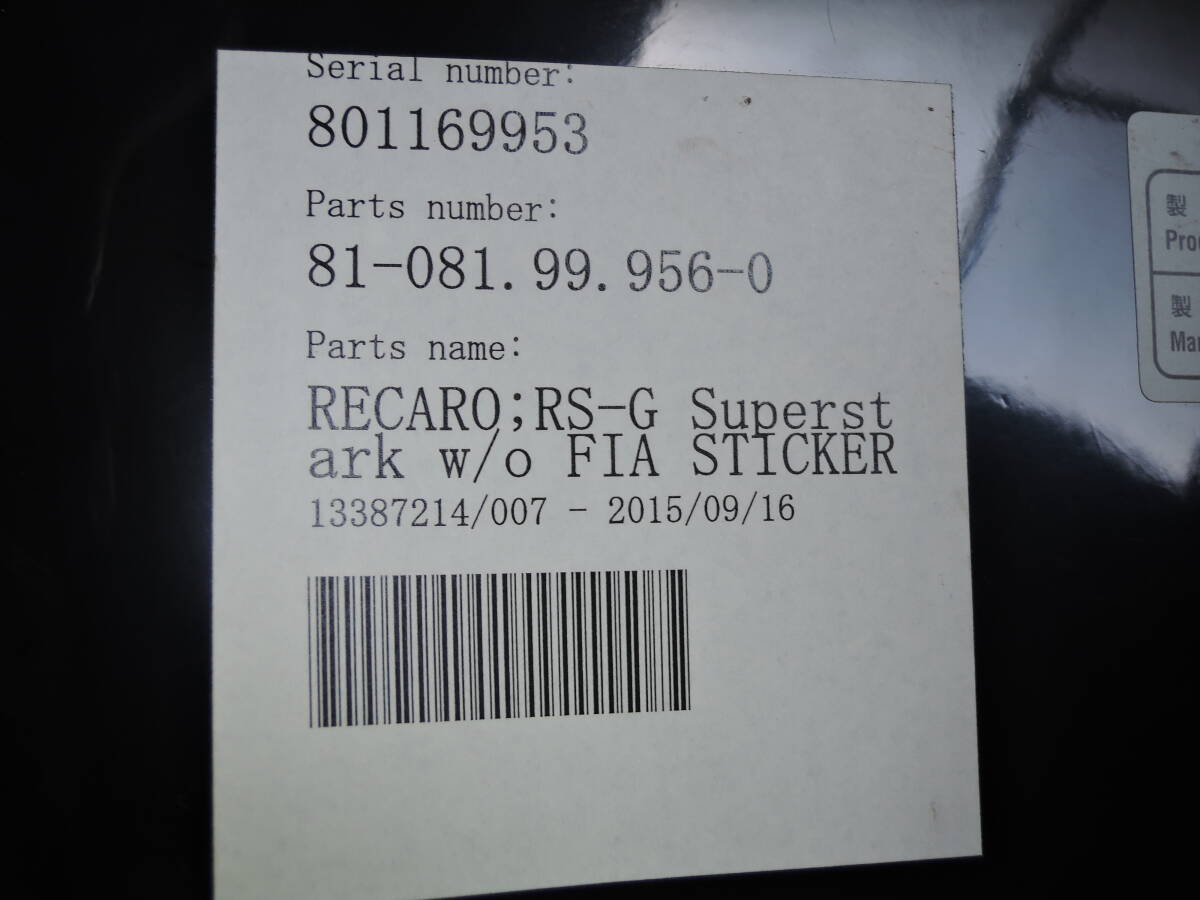 Serial number:
801169953
Parts number:
81-081.99.956-0
Parts name:
RECARO;RS-G Superst
ark w/o FIA STICKER
13387214/007 - 2015/09/16
製
Pro
製
Ma